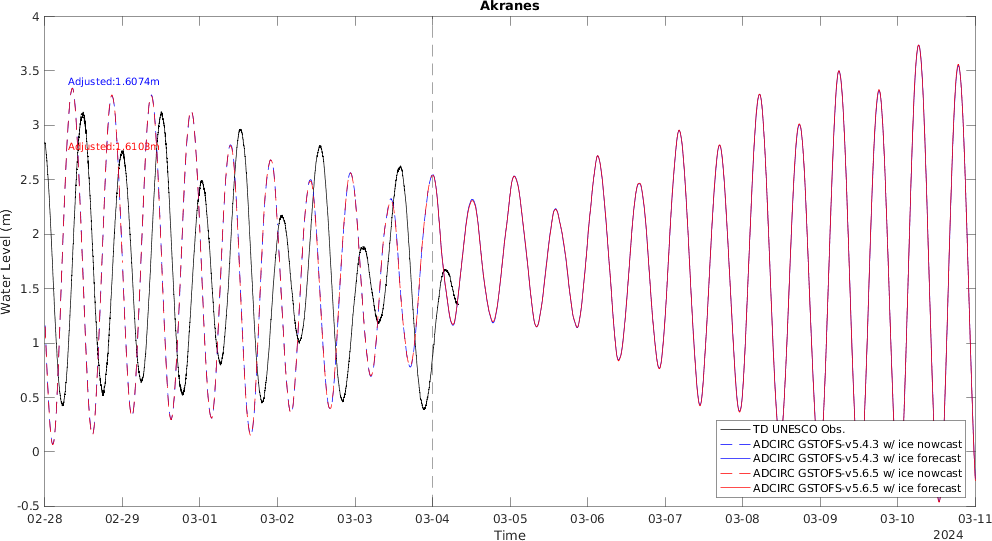 Akranes
Water Level (m)
4
3.5
3
2.5
2
1.5
1
0.5
0
-0.5
Adjusted:1.6074m
Adjusted:1.6103m
TD UNESCO Obs.
ADCIRC GSTOFS-v5.4.3 w/ ice nowcast
ADCIRC GSTOFS-v5.4.3 w/ ice forecast
ADCIRC GSTOFS-v5.6.5 w/ ice nowcast
ADCIRC GSTOFS-v5.6.5 w/ ice forecast
02-28 02-29 03-01 03-02 03-03 03-04 03-05 03-06 03-07 03-08 03-09 03-10 03-11
Time
2024